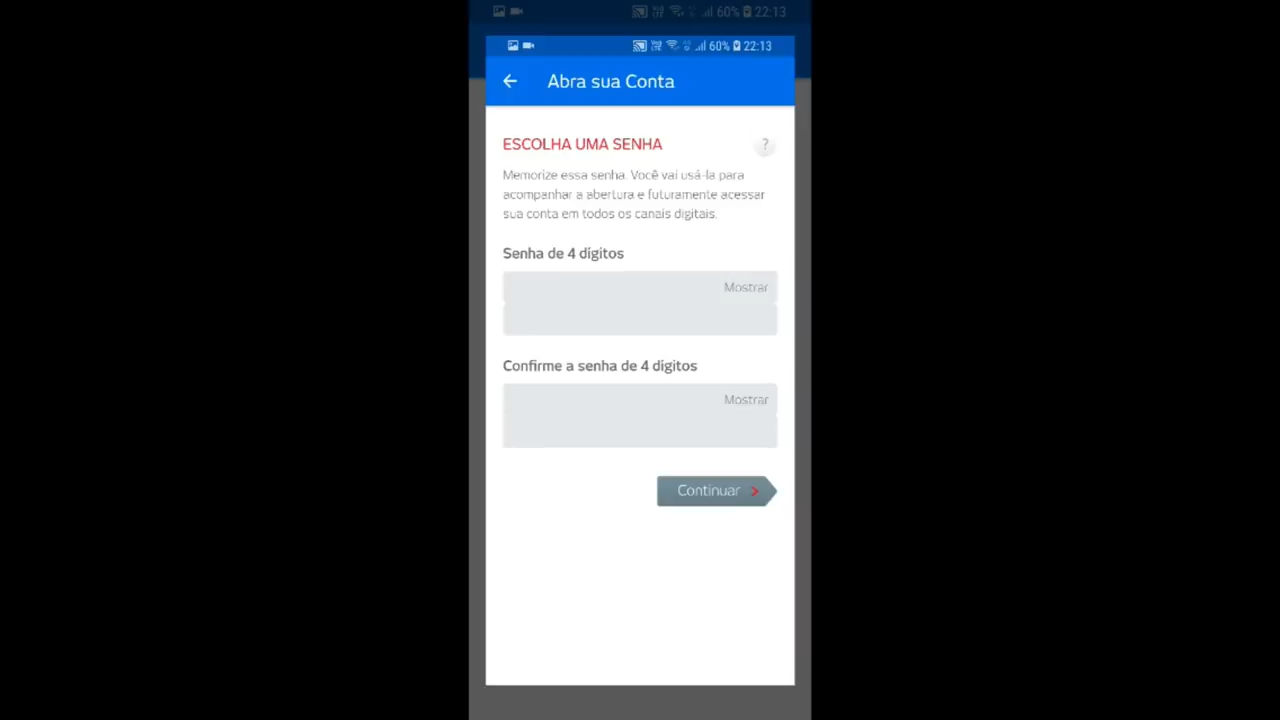 60% 22:13
60% 22:13
Abra sua Conta
ESCOLHA UMA SENHA ?
Memorize essa senha. Você vai usá-la para
acompanhar a abertura e futuramente acessar
sua conta em todos os canais digitais.
Senha de 4 dígitos
Mostrar
Confirme a senha de 4 dígitos
Mostrar
Continuar